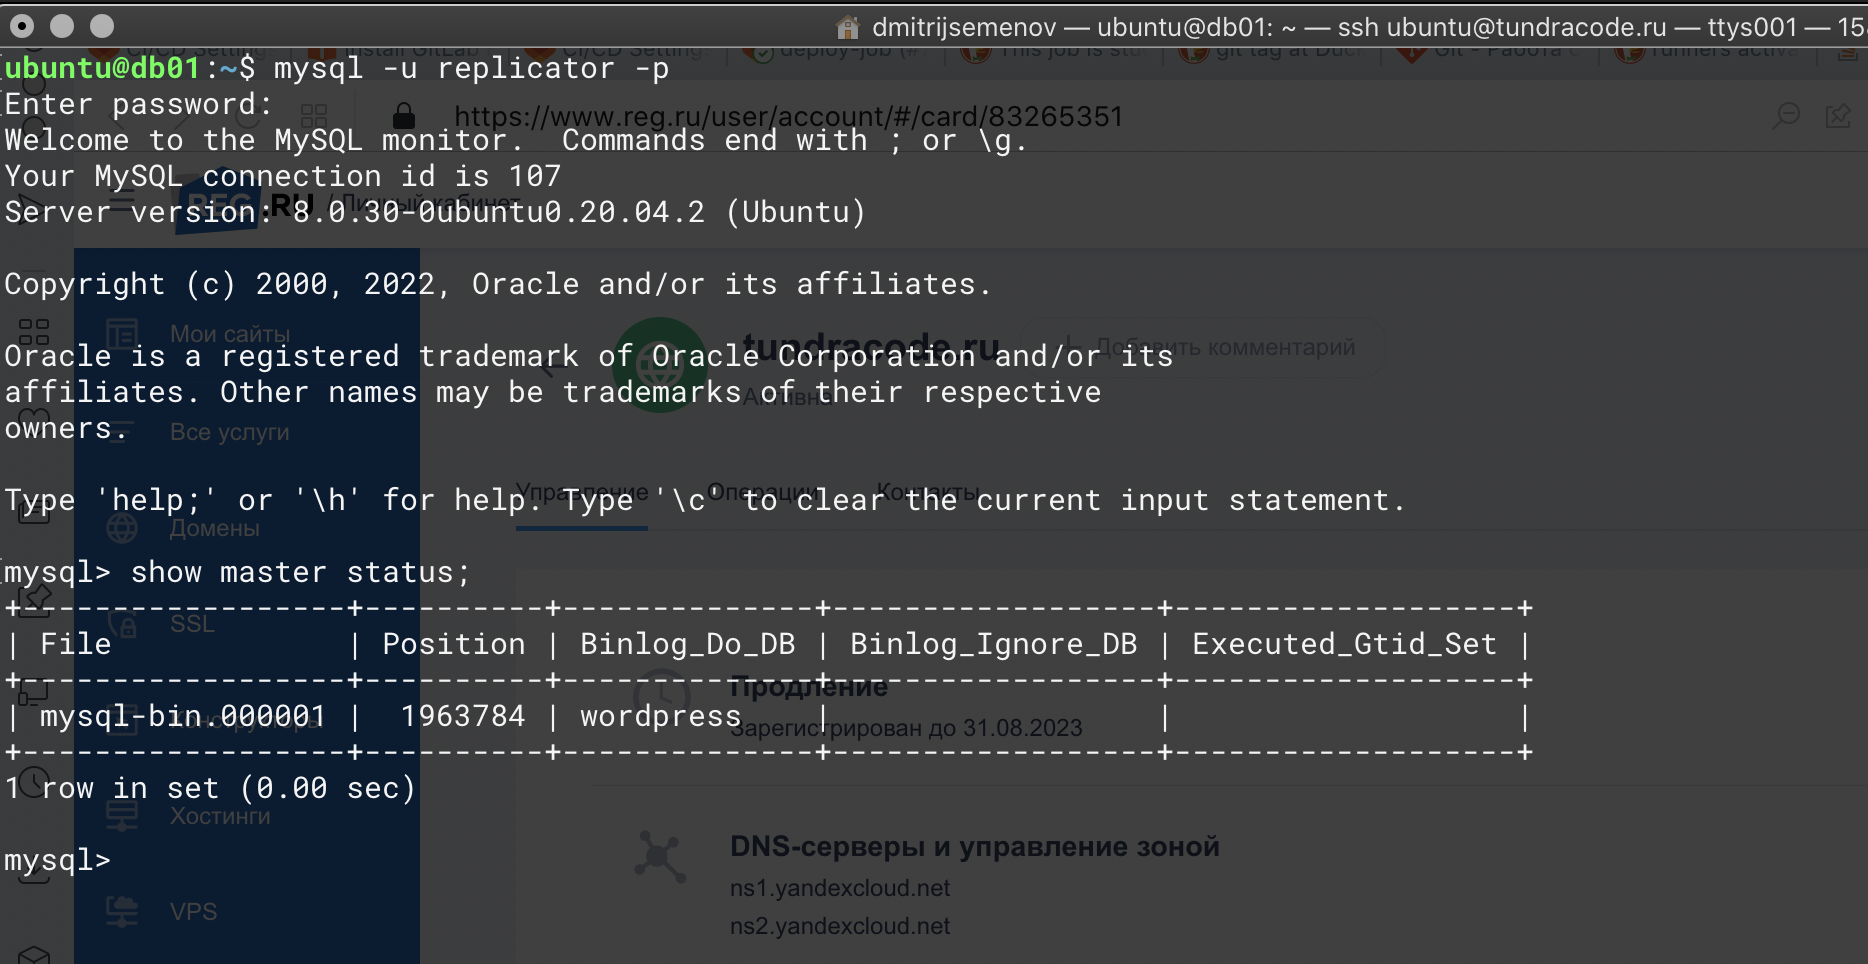 dmitrijsemenov — ubuntu@db01: ~ — ssh ubuntu@tundracode.ru — ttys001 — 15
ubuntu@db01:~$ mysql -u replicator -p
Enter password:
https://www.reg.ru/user/account/#/card/83265351
Welcome to the MySQL monitor.  Commands end with ; or \g.
Your MySQL connection id is 107
REG.RU / Личный кабинет
Server version: 8.0.30-0ubuntu0.20.04.2 (Ubuntu)
Copyright (c) 2000, 2022, Oracle and/or its affiliates.
Мои сайты
tundracode.ru
Добавить комментарий
Oracle is a registered trademark of Oracle Corporation and/or its
affiliates. Other names may be trademarks of their respective
Активна
owners.
Все услуги
Управление Операции Контакты
Type 'help;' or '\h' for help. Type '\c' to clear the current input statement.
Домены
mysql> show master status;
+------------------+----------+--------------+------------------+-------------------+
SSL
| File             | Position | Binlog_Do_DB | Binlog_Ignore_DB | Executed_Gtid_Set |
+------------------+----------+--------------+------------------+-------------------+
Продление
| mysql-bin.000001 |  1963784 | wordpress    |                  |                   |
Зарегистрирован до 31.08.2023
+------------------+----------+--------------+------------------+-------------------+
1 row in set (0.00 sec)
Хостинги
DNS-серверы и управление зоной
mysql>
ns1.yandexcloud.net
VPS
ns2.yandexcloud.net